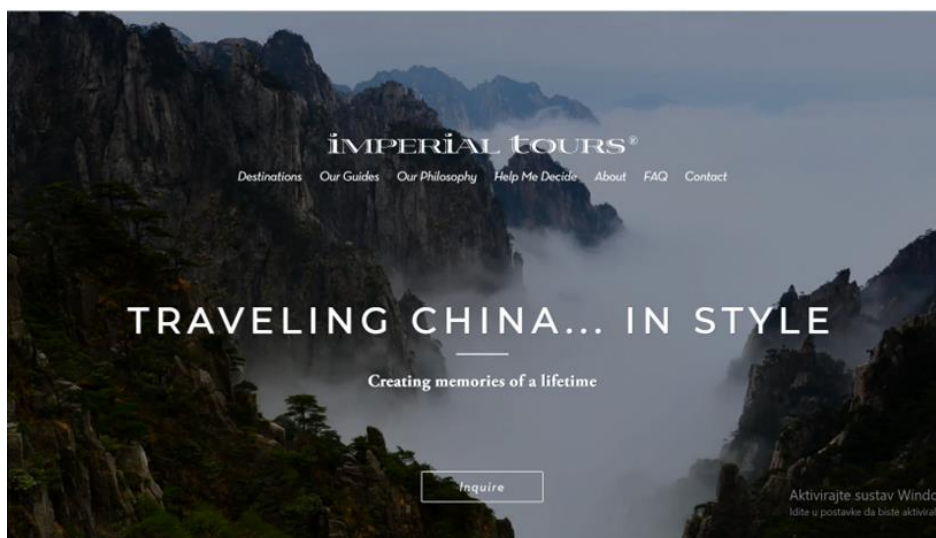 iMPERiAL tOURS®
Destinations Our Guides Our Philosophy Help Me Decide About FAQ Contact
TRAVELING CHINA... IN STYLE
Creating memories of a lifetime
Inquire
Aktivirajte sustav Windo
Idite u postavke da biste aktiviral